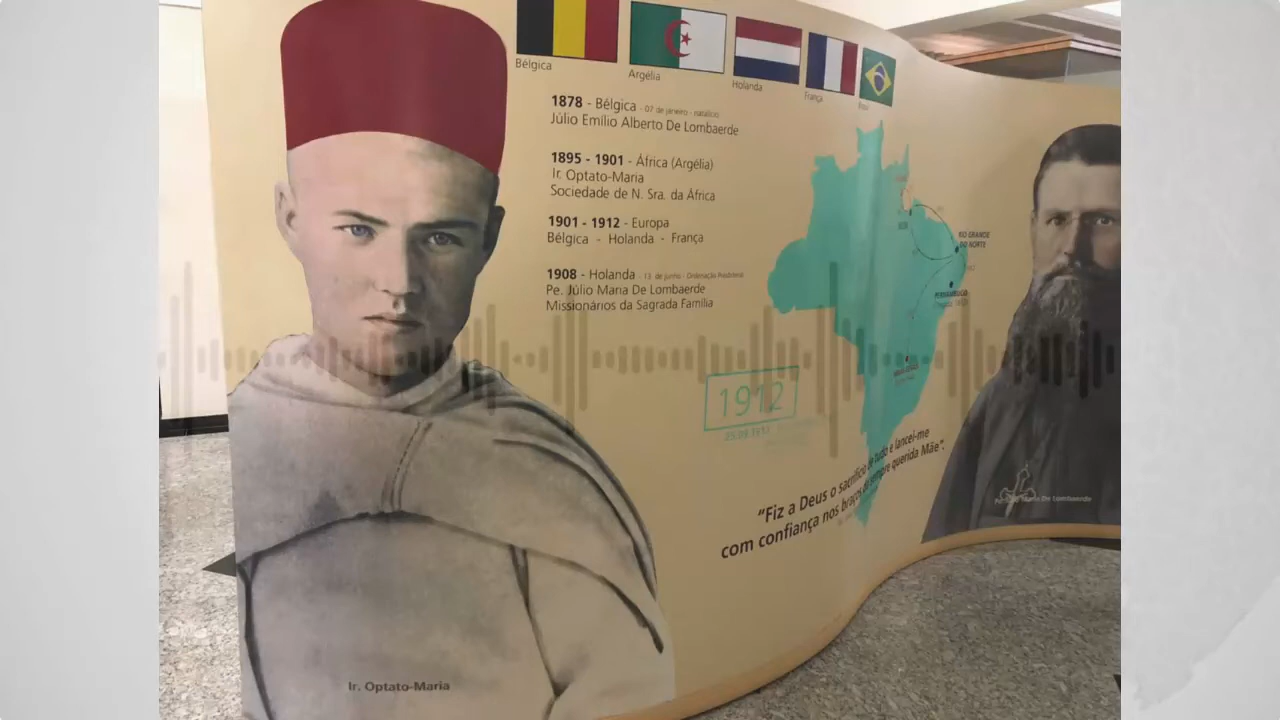 Bélgica
Argélia
Holanda
França
1878 - Bélgica - 07 de janeiro - natalício
Júlio Emílio Alberto De Lombaerde
1895 - 1901 - África (Argélia)
Ir. Optato-Maria
Sociedade de N. Sra. da África
1901 - 1912 - Europa
Bélgica - Holanda - França
1908 - Holanda - 13 de junho - Ordenação Presbiteral
Pe. Júlio Maria De Lombaerde
Missionários da Sagrada Família
RIO GRANDE
DO NORTE
PERNAMBUCO
1912
"Fiz a Deus o sacrifício de tudo e lancei-me
com confiança nos braços da sempre querida Mãe".
Maria De Lombaerde
Ir. Optato-Maria